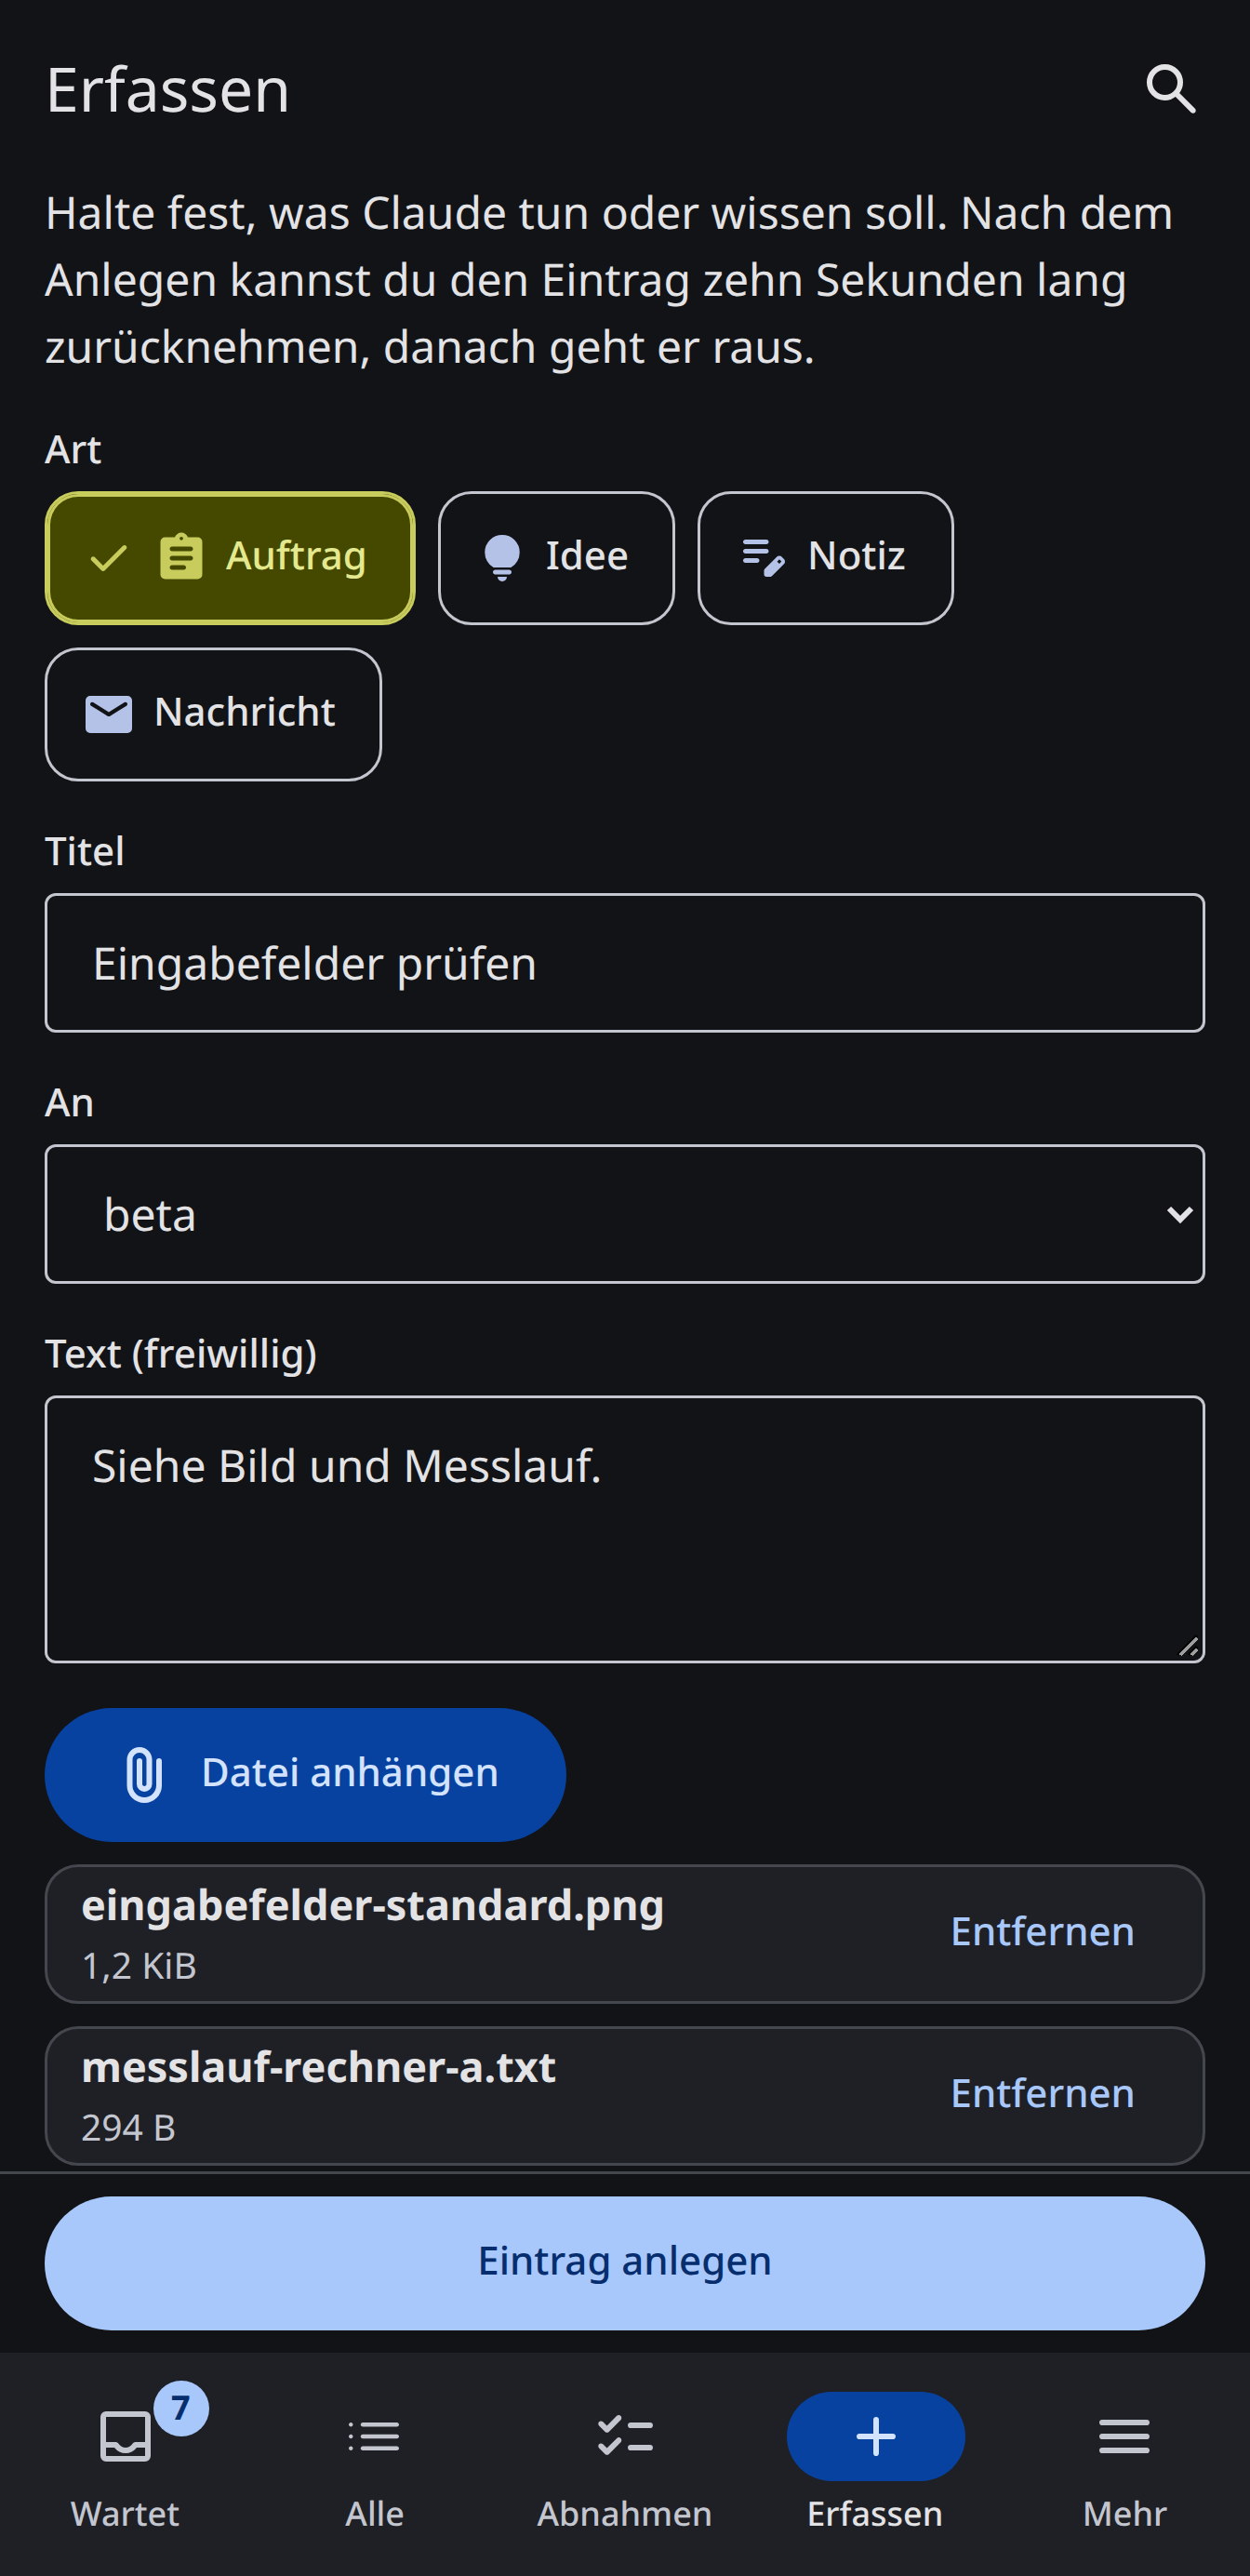 Erfassen
Halte fest, was Claude tun oder wissen soll. Nach dem
Anlegen kannst du den Eintrag zehn Sekunden lang
zurücknehmen, danach geht er raus.
Art
Auftrag
Idee
Notiz
Nachricht
Titel
Eingabefelder prüfen
An
beta
Text (freiwillig)
Siehe Bild und Messlauf.
Datei anhängen
eingabefelder-standard.png
1,2 KiB
Entfernen
messlauf-rechner-a.txt
294 B
Entfernen
Eintrag anlegen
7
Wartet
Alle
Abnahmen
Erfassen
Mehr